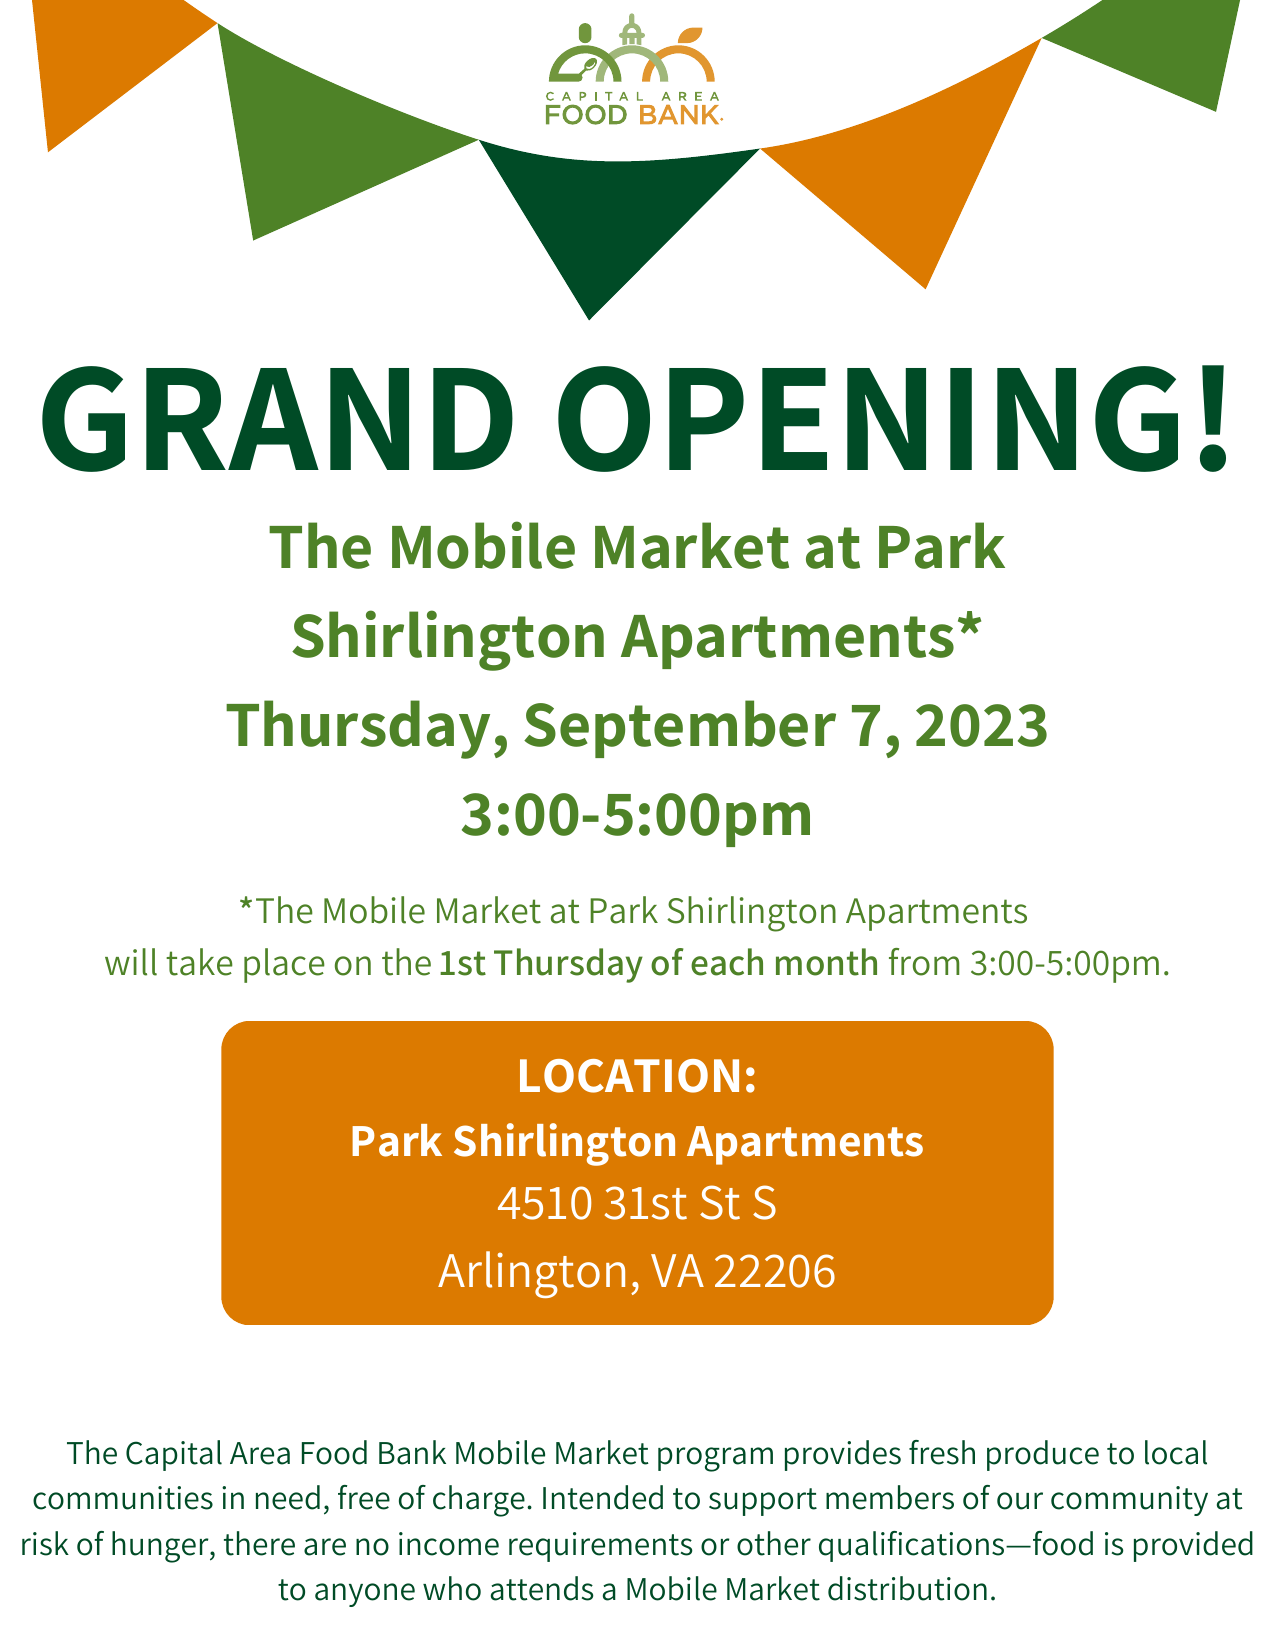 CAPITAL AREA
FOOD BANK.
GRAND OPENING!
The Mobile Market at Park
Shirlington Apartments*
Thursday, September 7, 2023
3:00-5:00pm
*The Mobile Market at Park Shirlington Apartments
will take place on the 1st Thursday of each month from 3:00-5:00pm.
LOCATION:
Park Shirlington Apartments
4510 31st St S
Arlington, VA 22206
The Capital Area Food Bank Mobile Market program provides fresh produce to local
communities in need, free of charge. Intended to support members of our community at
risk of hunger, there are no income requirements or other qualifications—food is provided
to anyone who attends a Mobile Market distribution.